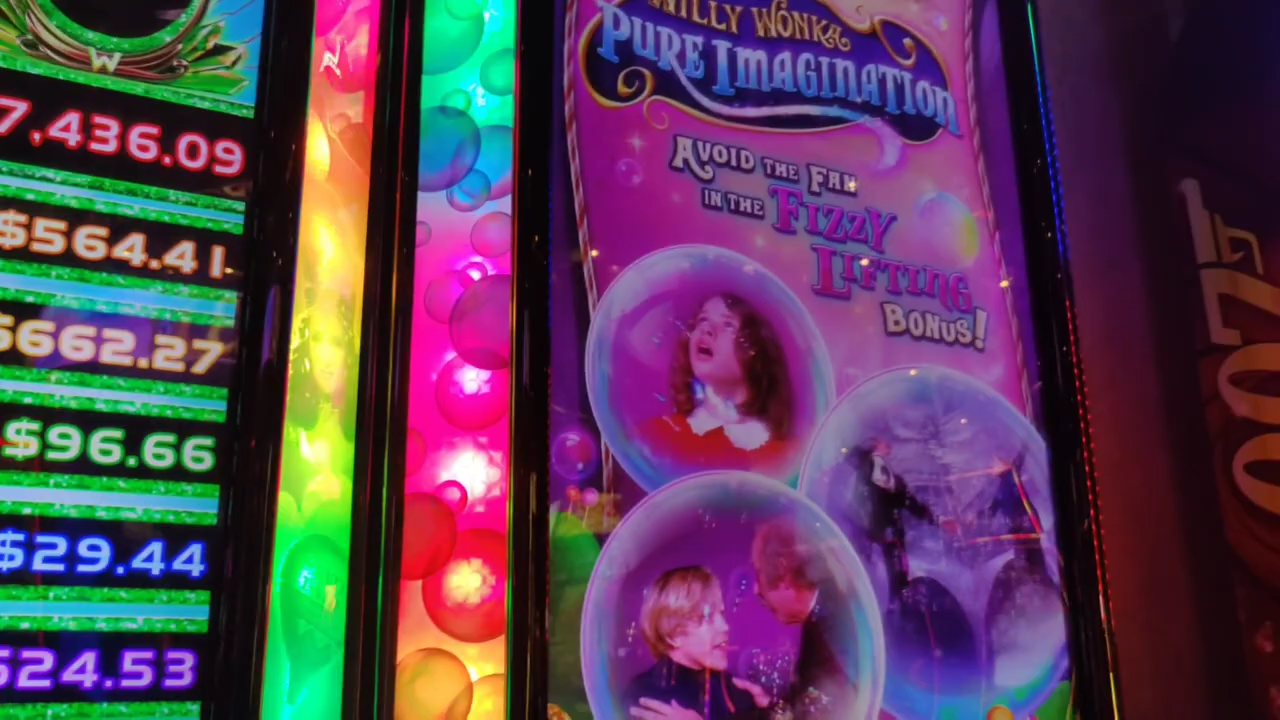 W
7,436.09
$564.41
$662.27
$96.66
$29.44
$24.53
WILLY WONKA
PURE IMAGINATION
AVOID THE FAN
IN THE FIZZY
LIFTING
BONUS!